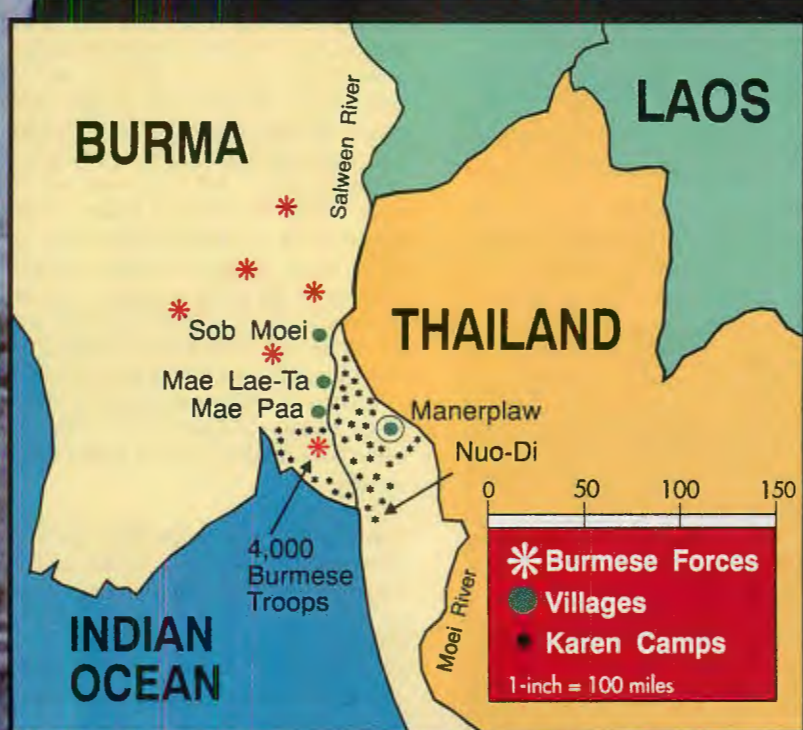 BURMA
Salween River
LAOS
THAILAND
Sob Moei
Mae Lae-Ta
Mae Paa
Manerplaw
Nuo-Di
0 50 100 150
4,000
Burmese
Troops
Moei River
INDIAN
OCEAN
Burmese Forces
Villages
Karen Camps
1-inch = 100 miles